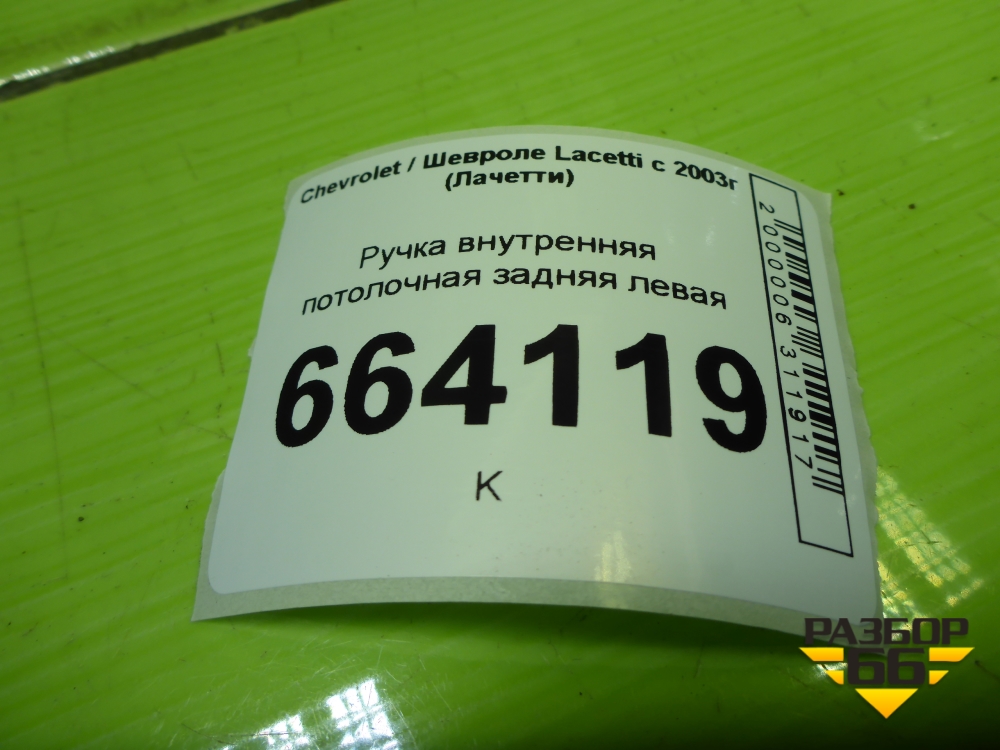 Chevrolet / Шевроле Lacetti с 2003г
(Лачетти)
Ручка внутренняя
потолочная задняя левая
664119
К
2000006311917
РАЗБОР
66